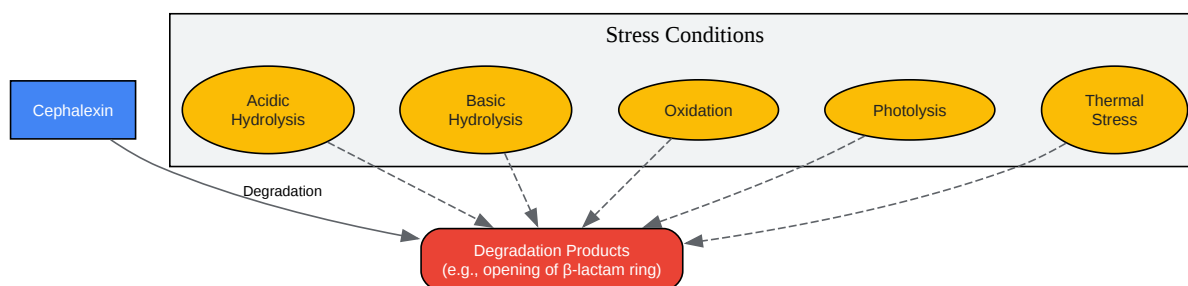 Stress Conditions
Cephalexin
Acidic
Hydrolysis
Basic
Hydrolysis
Oxidation
Photolysis
Thermal
Stress
Degradation
Degradation Products
(e.g., opening of β-lactam ring)